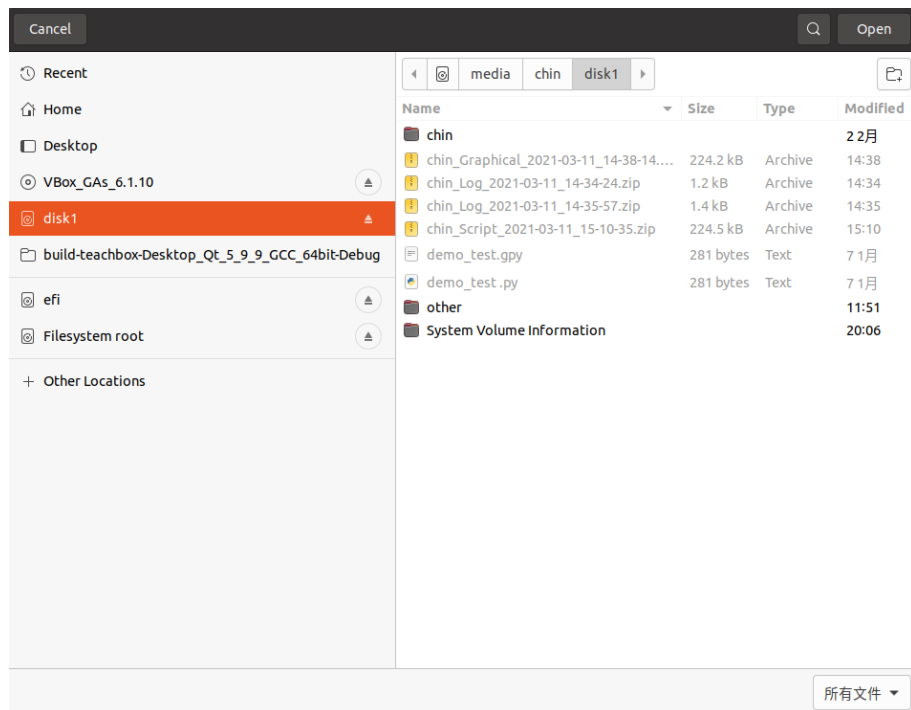 Cancel Open
Recent
Home
Desktop
VBox_GAs_6.1.10
disk1
build-teachbox-Desktop_Qt_5_9_9_GCC_64bit-Debug
efi
Filesystem root
+ Other Locations
media chin disk1
Name Size Type Modified
chin 2 2月
chin_Graphical_2021-03-11_14-38-14.... 224.2 kB Archive 14:38
chin_Log_2021-03-11_14-34-24.zip 1.2 kB Archive 14:34
chin_Log_2021-03-11_14-35-57.zip 1.4 kB Archive 14:35
chin_Script_2021-03-11_15-10-35.zip 224.5 kB Archive 15:10
demo_test.gpy 281 bytes Text 7 1月
demo_test.py 281 bytes Text 7 1月
other 11:51
System Volume Information 20:06
所有文件